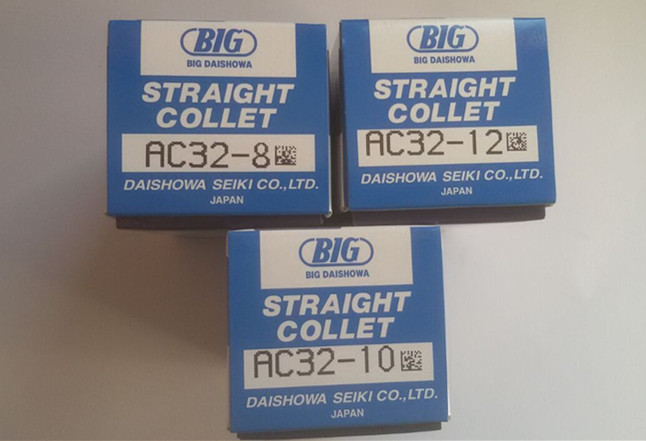 BIG
BIG DAISHOWA
STRAIGHT
COLLET
AC32-8
DAISHOWA SEIKI CO.,LTD.
JAPAN
BIG
BIG DAISHOWA
STRAIGHT
COLLET
AC32-12
DAISHOWA SEIKI CO.,LTD.
JAPAN
BIG
BIG DAISHOWA
STRAIGHT
COLLET
AC32-10
DAISHOWA SEIKI CO.,LTD.
JAPAN